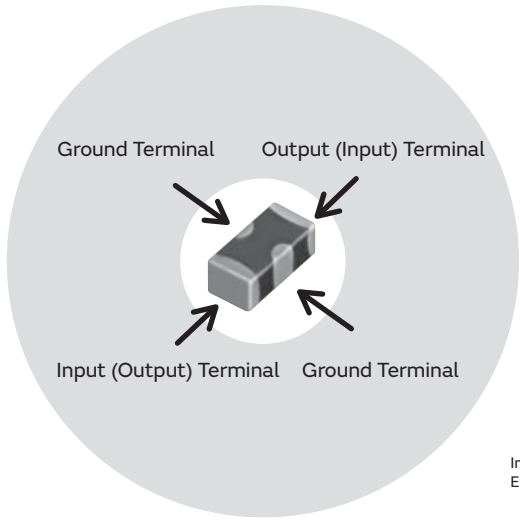 Ground Terminal
Output (Input) Terminal
Input (Output) Terminal
Ground Terminal